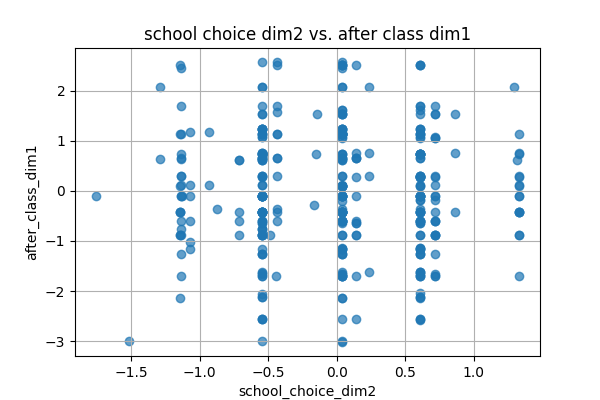 school choice dim2 vs. after class dim1
after_class_dim1
2
1
0
−1
−2
−3
−1.5 −1.0 −0.5 0.0 0.5 1.0
school_choice_dim2